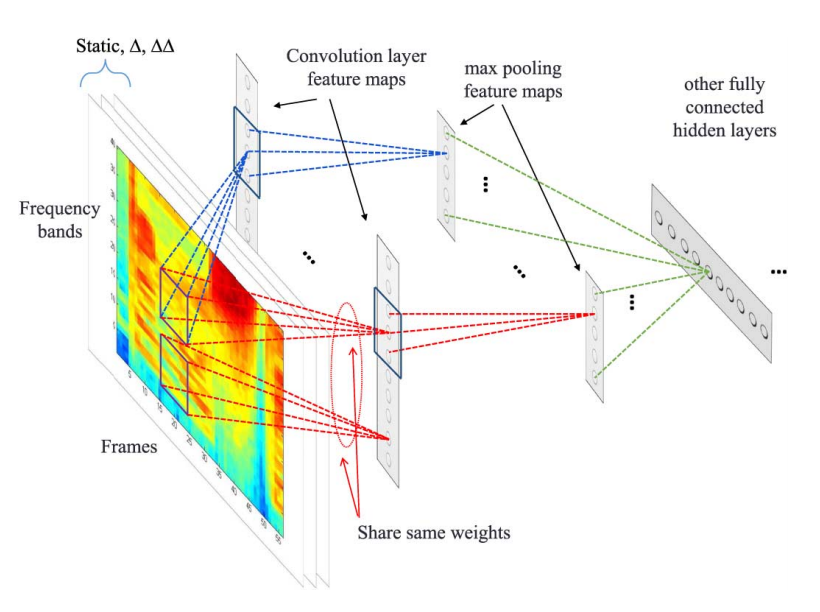 Static, Δ, ΔΔ
Convolution layer
feature maps
max pooling
feature maps
other fully
connected
hidden layers
Frequency
bands
Frames
Share same weights